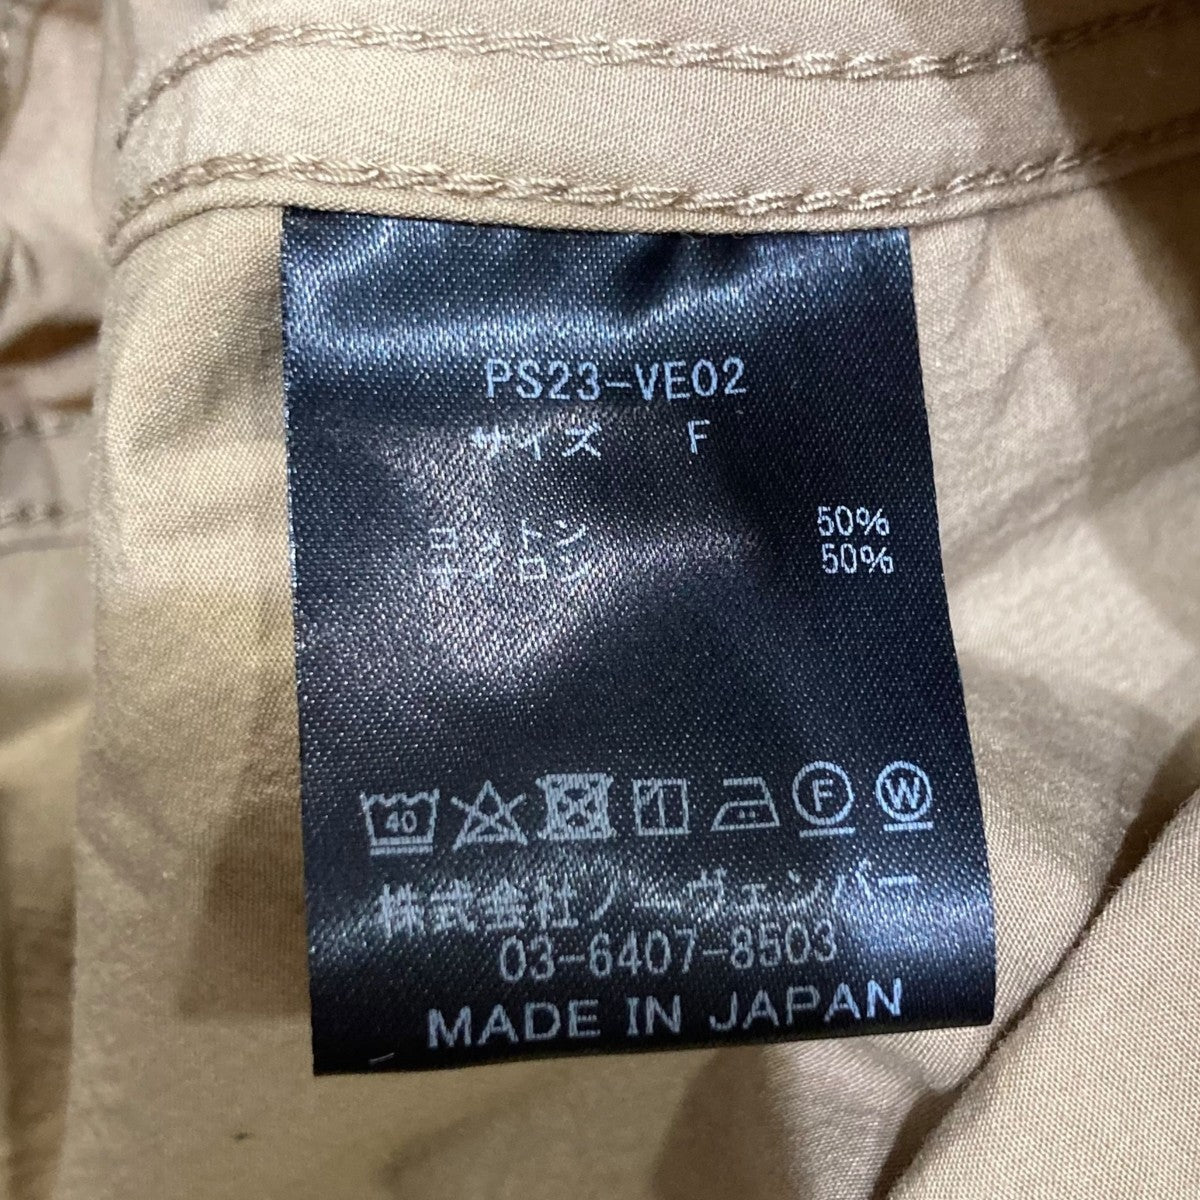 PS23-VE02
サイズ F
コットン 50%
ナイロン 50%
40 F W
株式会社ノーヴェンバー
03-6407-8503
MADE IN JAPAN